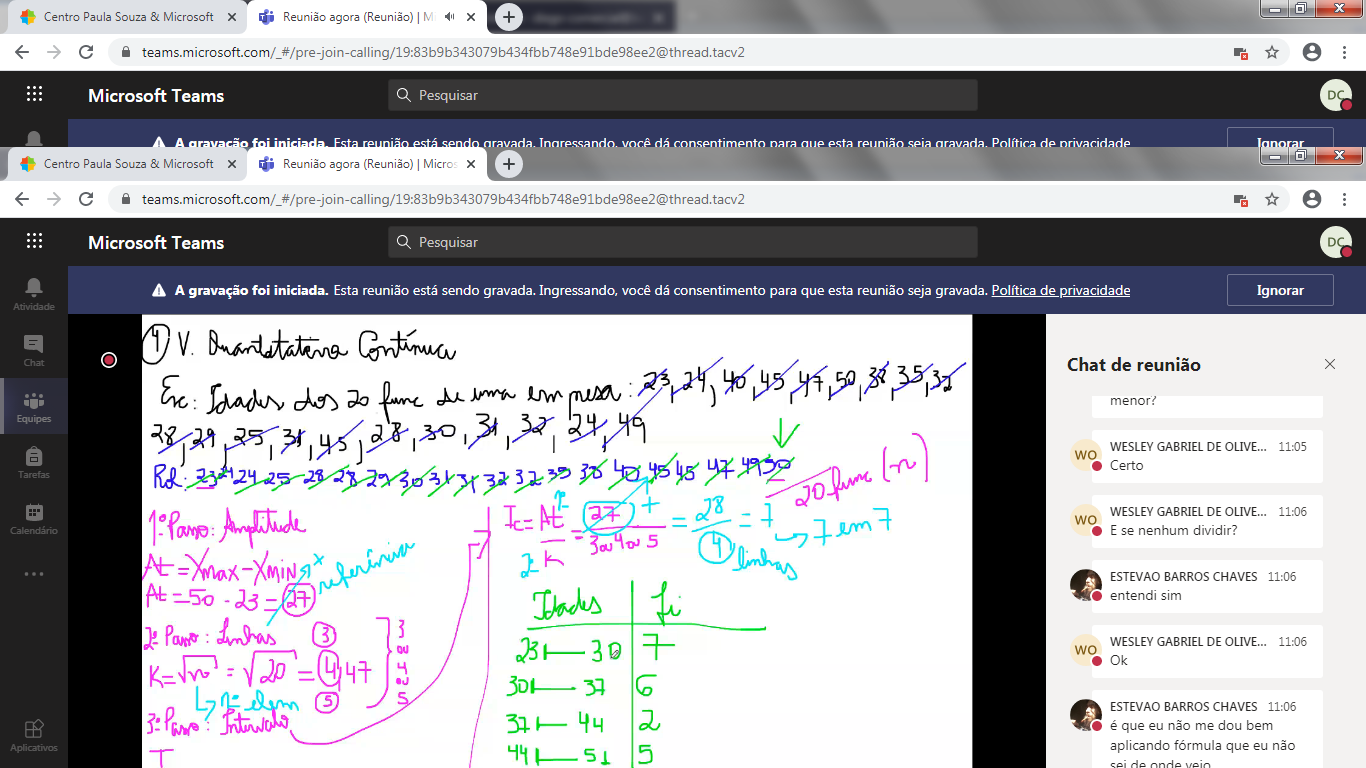 Centro Paula Souza & Microsoft
Reunião agora (Reunião) | Mi
teams.microsoft.com/_#/pre-join-calling/19:83b9b343079b434fbb748e91bde98ee2@thread.tacv2
Microsoft Teams
Pesquisar
DC
A gravação foi iniciada. Esta reunião está sendo gravada. Ingressando, você dá consentimento para que esta reunião seja gravada. Política de privacidade
Ignorar
Centro Paula Souza & Microsoft
Reunião agora (Reunião) | Micros
teams.microsoft.com/_#/pre-join-calling/19:83b9b343079b434fbb748e91bde98ee2@thread.tacv2
Microsoft Teams
Pesquisar
DC
A gravação foi iniciada. Esta reunião está sendo gravada. Ingressando, você dá consentimento para que esta reunião seja gravada. Política de privacidade
Ignorar
Atividade
Chat
Equipes
Tarefas
Calendário
Aplicativos
4 V. Quantitativa Contínua
Ex: Idades dos 20 func de uma empresa: 23, 24, 40, 45, 47, 50, 38, 35, 32
28, 29, 25, 31, 45, 28, 30, 31, 32, 24, 49
Rol: 23 24 24 25 28 28 29 30 31 31 32 32 35 38 40 45 45 47 49 50
20 func (n)
1º Passo: Amplitude
At = Xmax - Xmin
At = 50 - 23 = 27
referência
2º Passo: Linhas
K = √n = √20 = 4,47
3 ou 4 ou 5
nº elem
3º Passo: Intervalo
Ic = At / K = 27 / 3 ou 4 ou 5 = 28 / 4 = 7
7 em 7
linhas
Idades fi
23 |— 30 7
30 |— 37 6
37 |— 44 2
44 |— 51 5
Chat de reunião
menor?
WO
WESLEY GABRIEL DE OLIVE... 11:05
Certo
WO
WESLEY GABRIEL DE OLIVE... 11:06
E se nenhum dividir?
ESTEVAO BARROS CHAVES 11:06
entendi sim
WO
WESLEY GABRIEL DE OLIVE... 11:06
Ok
ESTEVAO BARROS CHAVES 11:06
é que eu não me dou bem
aplicando fórmula que eu não
sei de onde veio